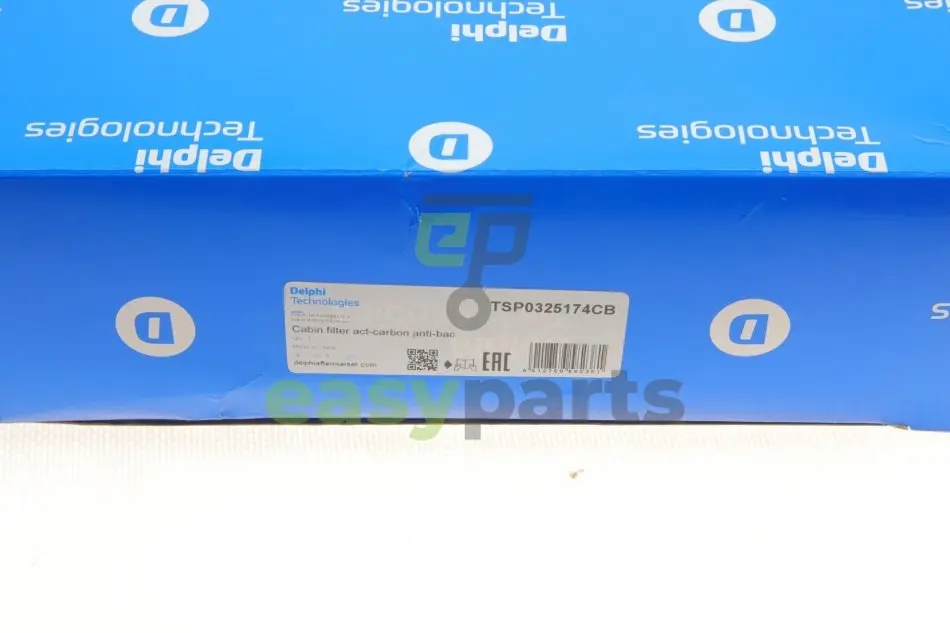 Technologies
Delphi
Technologies
Delphi
Technologies
Delphi
D
D
D
ep
Delphi
Technologies
TSP0325174CB
Cabin filter act-carbon anti-bac
delphiaftermarket.com
EAC
D
D
easyparts